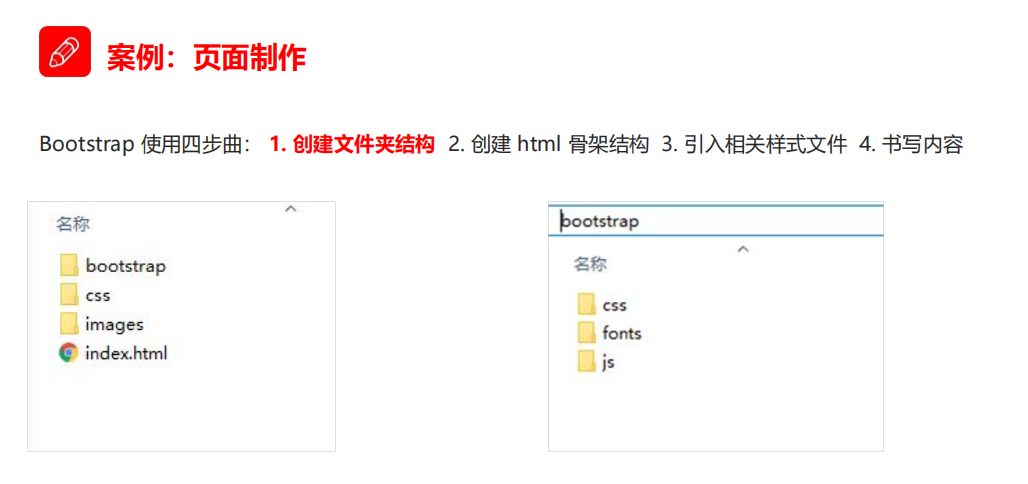 案例：页面制作
Bootstrap 使用四步曲： 1. 创建文件夹结构 2. 创建 html 骨架结构 3. 引入相关样式文件 4. 书写内容
名称
bootstrap
css
images
index.html
bootstrap
名称
css
fonts
js